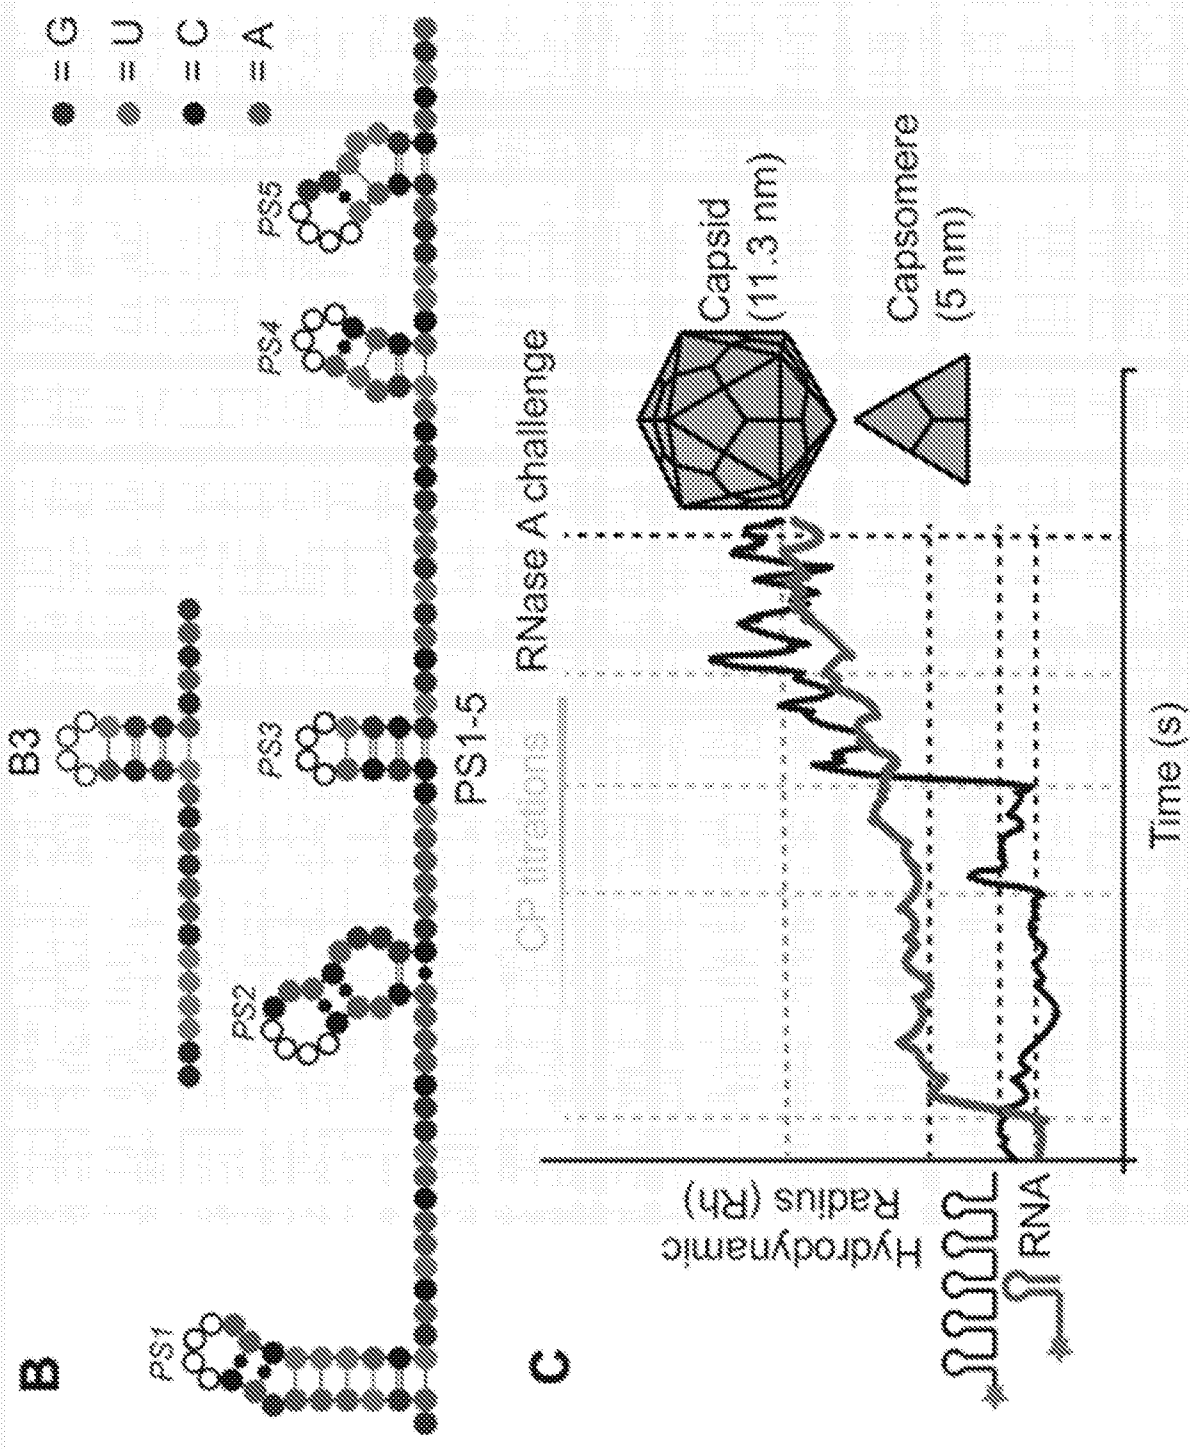 B
B3
= G
= U
= C
= A
PS1
PS2
PS3
PS4
PS5
PS1-5
C
CP titrations
RNase A challenge
Hydrodynamic
Radius (Rh)
Capsid
(11.3 nm)
Capsomere
(5 nm)
RNA
Time (s)